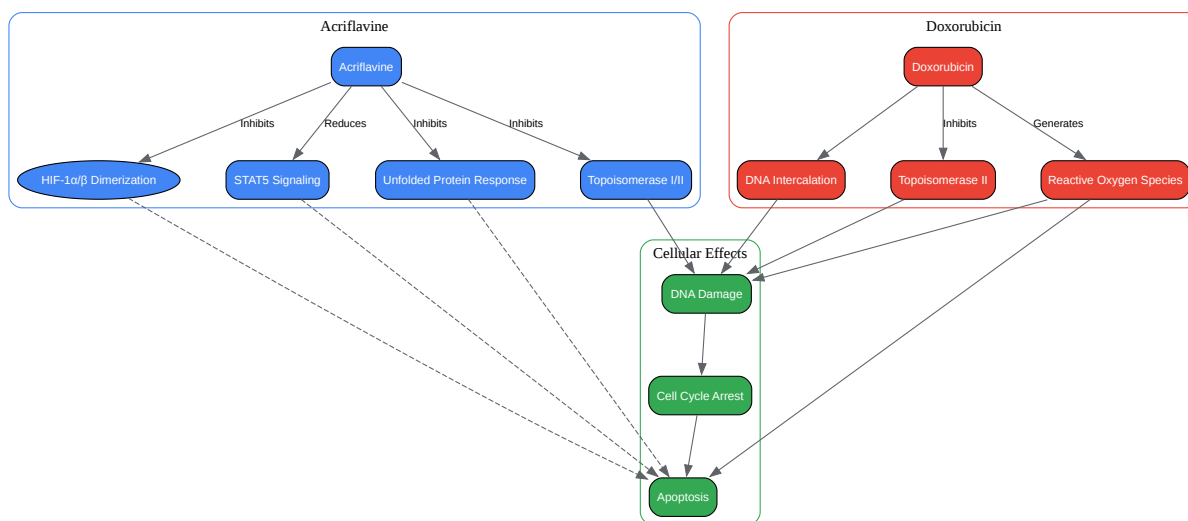 Acriflavine
Doxorubicin
Acriflavine
Doxorubicin
Inhibits
Reduces
Inhibits
Inhibits
Inhibits
Generates
HIF-1α/β Dimerization
STAT5 Signaling
Unfolded Protein Response
Topoisomerase I/II
DNA Intercalation
Topoisomerase II
Reactive Oxygen Species
Cellular Effects
DNA Damage
Cell Cycle Arrest
Apoptosis